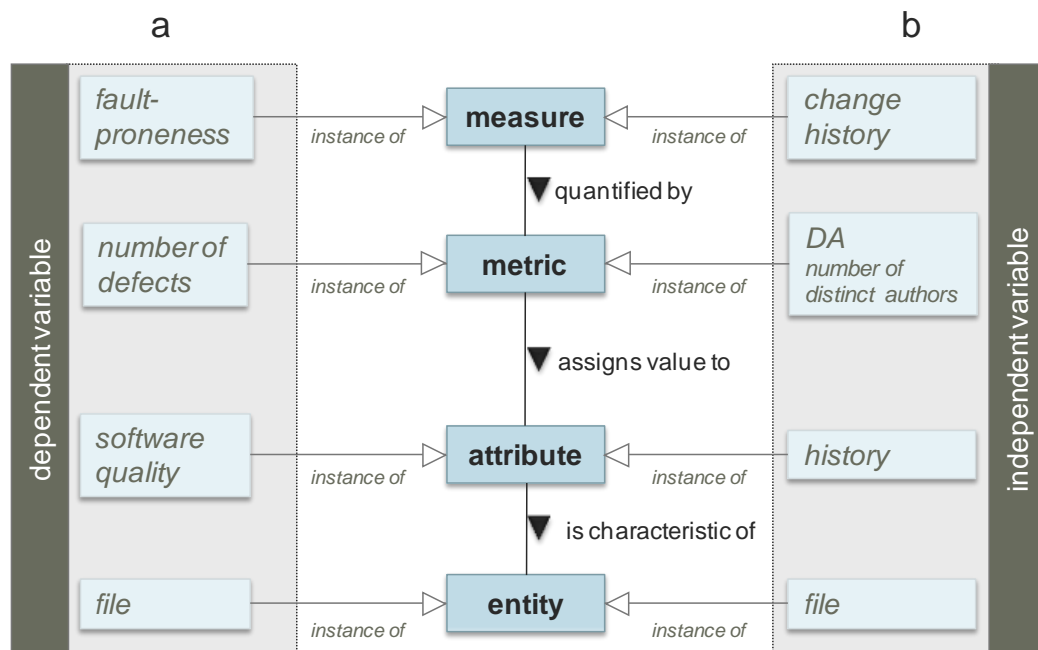 a
b
dependent variable
fault-
proneness
instance of
measure
instance of
change
history
quantified by
number of
defects
instance of
metric
instance of
DA
number of
distinct authors
assigns value to
software
quality
instance of
attribute
instance of
history
is characteristic of
file
instance of
entity
instance of
file
independent variable